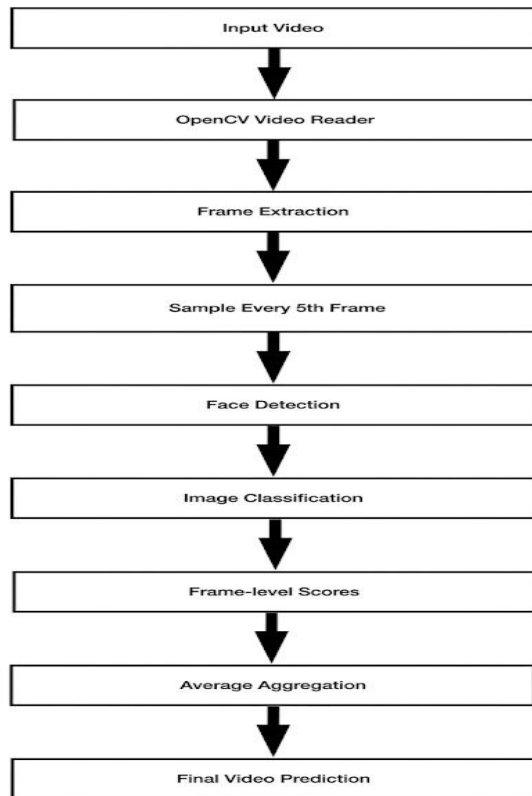 Input Video
OpenCV Video Reader
Frame Extraction
Sample Every 5th Frame
Face Detection
Image Classification
Frame-level Scores
Average Aggregation
Final Video Prediction